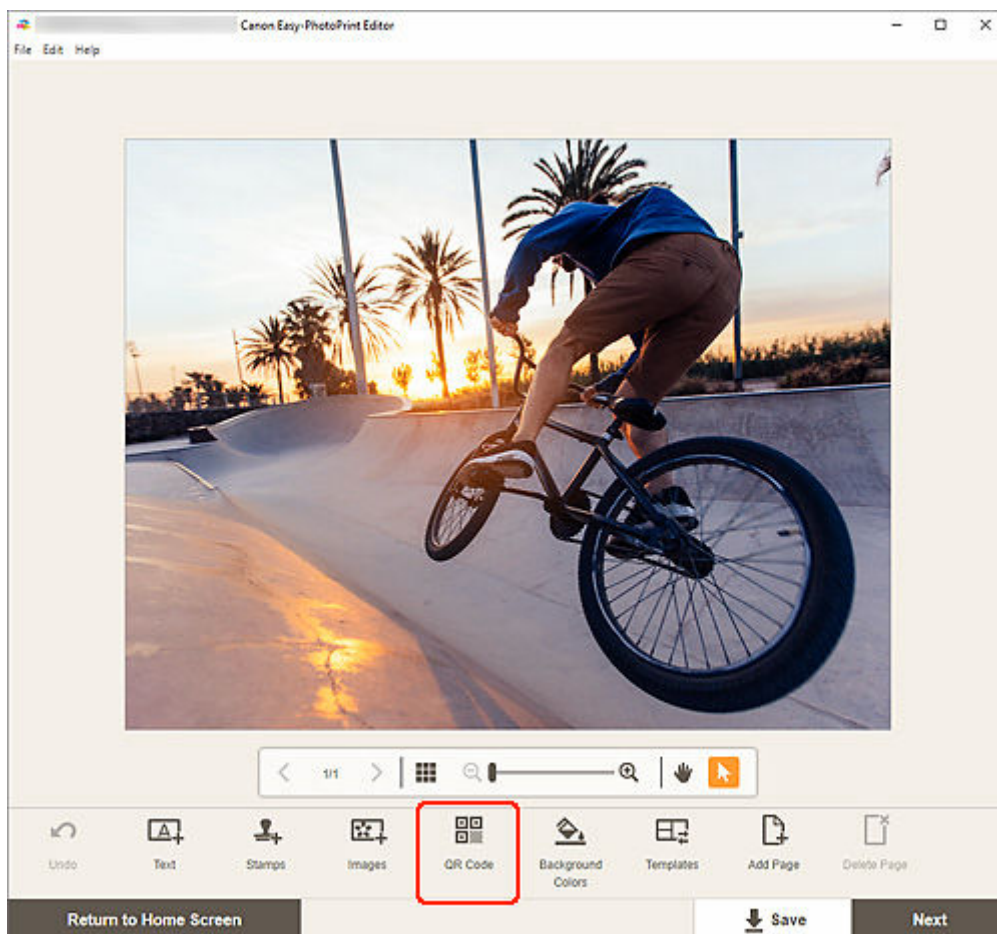 Canon Easy-PhotoPrint Editor
File Edit Help
1/1
Undo
Text
Stamps
Images
QR Code
Background
Colors
Templates
Add Page
Delete Page
Return to Home Screen
Save
Next